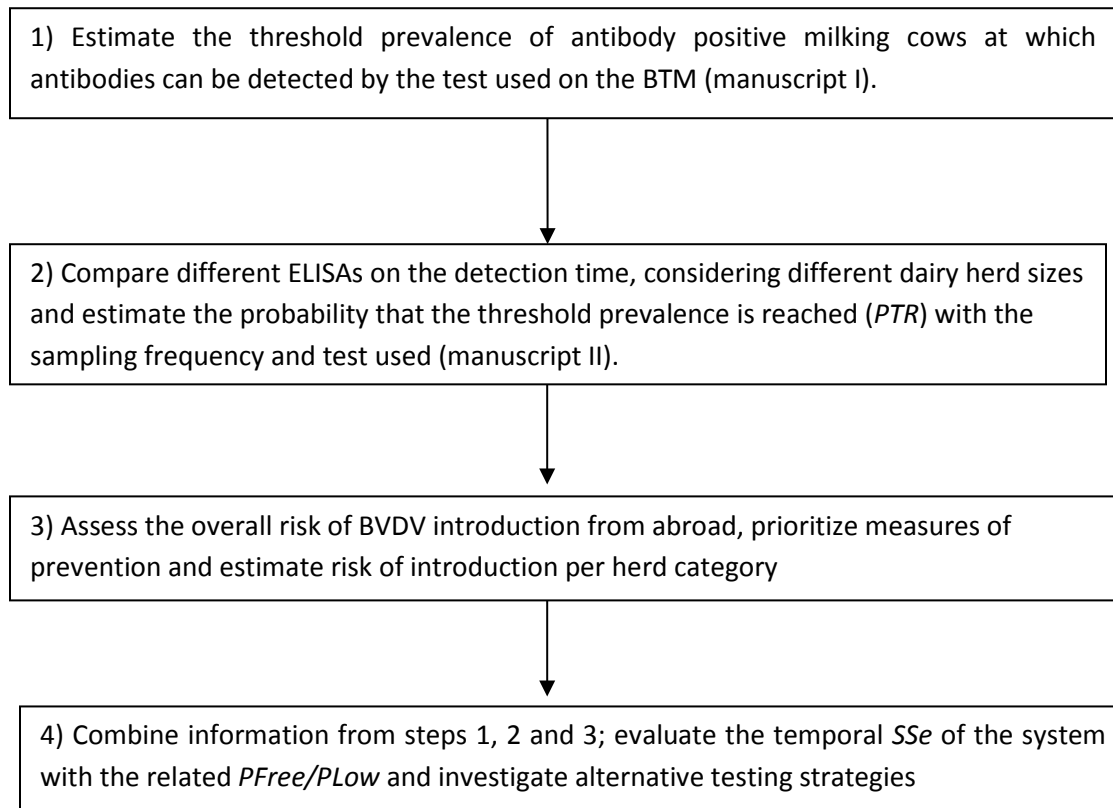 1) Estimate the threshold prevalence of antibody positive milking cows at which
antibodies can be detected by the test used on the BTM (manuscript I).
2) Compare different ELISAs on the detection time, considering different dairy herd sizes
and estimate the probability that the threshold prevalence is reached (PTR) with the
sampling frequency and test used (manuscript II).
3) Assess the overall risk of BVDV introduction from abroad, prioritize measures of
prevention and estimate risk of introduction per herd category
4) Combine information from steps 1, 2 and 3; evaluate the temporal SSe of the system
with the related PFree/PLow and investigate alternative testing strategies